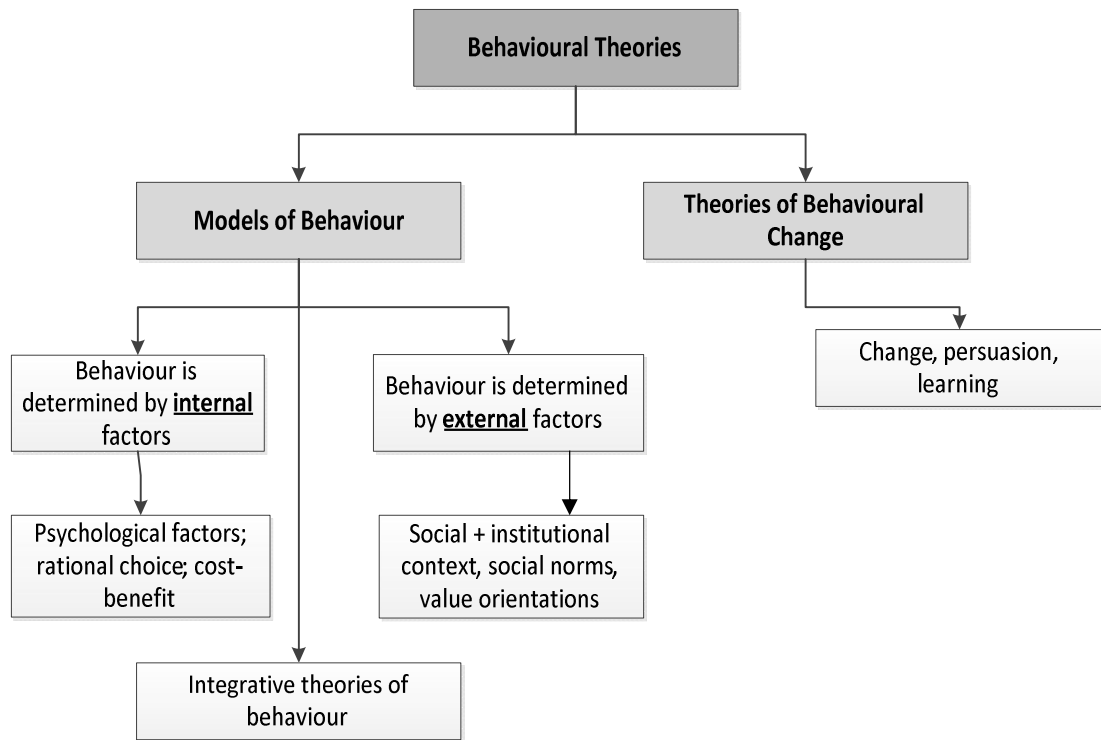 Behavioural Theories
Models of Behaviour
Theories of Behavioural
Change
Behaviour is
determined by internal
factors
Behaviour is determined
by external factors
Change, persuasion,
learning
Psychological factors;
rational choice; cost-
benefit
Social + institutional
context, social norms,
value orientations
Integrative theories of
behaviour